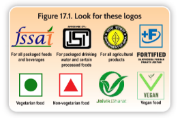 Figure 17.1. Look for these logos
fssai
ISI
+F
FORTIFIED
For all packaged foods
and beverages
For packaged drinking
water and certain
processed foods
For all agricultural
products
Vegetarian food
Non-vegetarian food
Jaivik Bharat
VEGAN
Vegan food